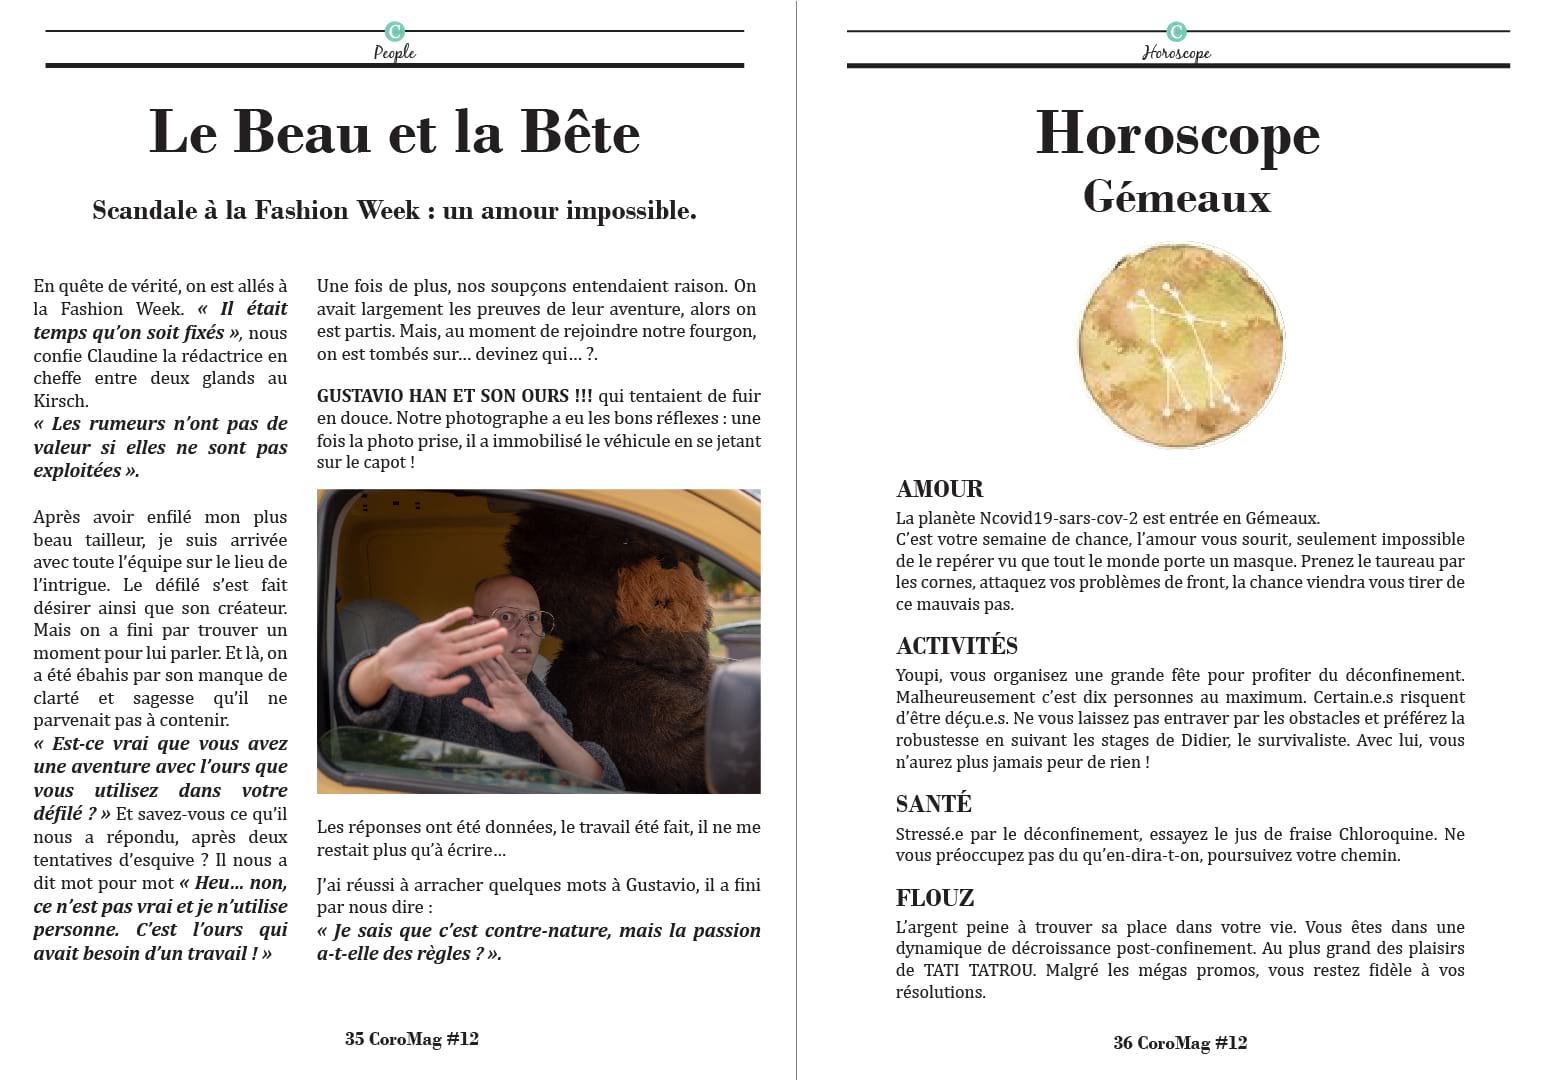 C
People
Le Beau et la Bête
Scandale à la Fashion Week : un amour impossible.
En quête de vérité, on est allés à
la Fashion Week. « Il était
temps qu’on soit fixés », nous
confie Claudine la rédactrice en
cheffe entre deux glands au
Kirsch.
« Les rumeurs n’ont pas de
valeur si elles ne sont pas
exploitées ».
Après avoir enfilé mon plus
beau tailleur, je suis arrivée
avec toute l’équipe sur le lieu de
l’intrigue. Le défilé s’est fait
désirer ainsi que son créateur.
Mais on a fini par trouver un
moment pour lui parler. Et là, on
a été ébahis par son manque de
clarté et sagesse qu’il ne
parvenait pas à contenir.
« Est-ce vrai que vous avez
une aventure avec l’ours que
vous utilisez dans votre
défilé ? » Et savez-vous ce qu’il
nous a répondu, après deux
tentatives d’esquive ? Il nous a
dit mot pour mot « Heu... non,
ce n’est pas vrai et je n’utilise
personne. C’est l’ours qui
avait besoin d’un travail ! »
Une fois de plus, nos soupçons entendaient raison. On
avait largement les preuves de leur aventure, alors on
est partis. Mais, au moment de rejoindre notre fourgon,
on est tombés sur... devinez qui... ?.
GUSTAVIO HAN ET SON OURS !!! qui tentaient de fuir
en douce. Notre photographe a eu les bons réflexes : une
fois la photo prise, il a immobilisé le véhicule en se jetant
sur le capot !
Les réponses ont été données, le travail été fait, il ne me
restait plus qu’à écrire...
J’ai réussi à arracher quelques mots à Gustavio, il a fini
par nous dire :
« Je sais que c’est contre-nature, mais la passion
a-t-elle des règles ? ».
35 CoroMag #12
C
Horoscope
Horoscope
Gémeaux
AMOUR
La planète Ncovid19-sars-cov-2 est entrée en Gémeaux.
C’est votre semaine de chance, l’amour vous sourit, seulement impossible
de le repérer vu que tout le monde porte un masque. Prenez le taureau par
les cornes, attaquez vos problèmes de front, la chance viendra vous tirer de
ce mauvais pas.
ACTIVITÉS
Youpi, vous organisez une grande fête pour profiter du déconfinement.
Malheureusement c’est dix personnes au maximum. Certain.e.s risquent
d’être déçu.e.s. Ne vous laissez pas entraver par les obstacles et préférez la
robustesse en suivant les stages de Didier, le survivaliste. Avec lui, vous
n’aurez plus jamais peur de rien !
SANTÉ
Stressé.e par le déconfinement, essayez le jus de fraise Chloroquine. Ne
vous préoccupez pas du qu’en-dira-t-on, poursuivez votre chemin.
FLOUZ
L’argent peine à trouver sa place dans votre vie. Vous êtes dans une
dynamique de décroissance post-confinement. Au plus grand des plaisirs
de TATI TATROU. Malgré les mégas promos, vous restez fidèle à vos
résolutions.
36 CoroMag #12